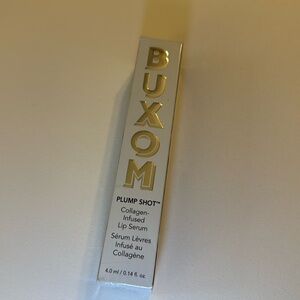 BUXOM
PLUMP SHOT™
Collagen-
Infused
Lip Serum
Sérum Lèvres
Infusé au
Collagène
4.0 ml / 0.14 fl. oz.